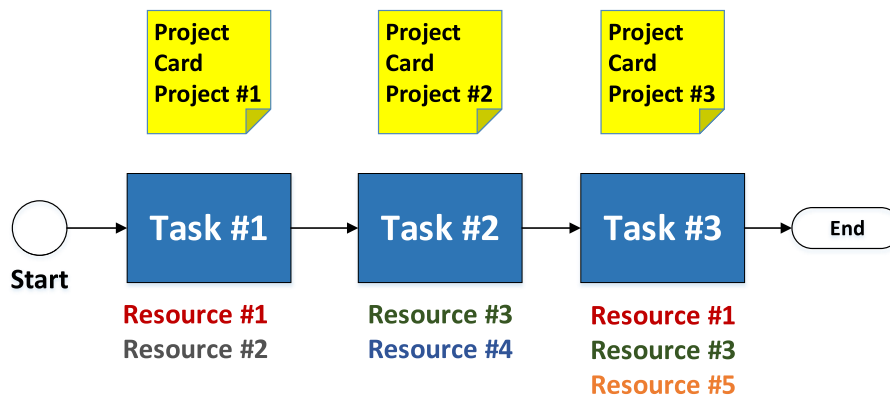 Project
Card
Project #1
Project
Card
Project #2
Project
Card
Project #3
Start
Task #1
Task #2
Task #3
End
Resource #1
Resource #2
Resource #3
Resource #4
Resource #1
Resource #3
Resource #5